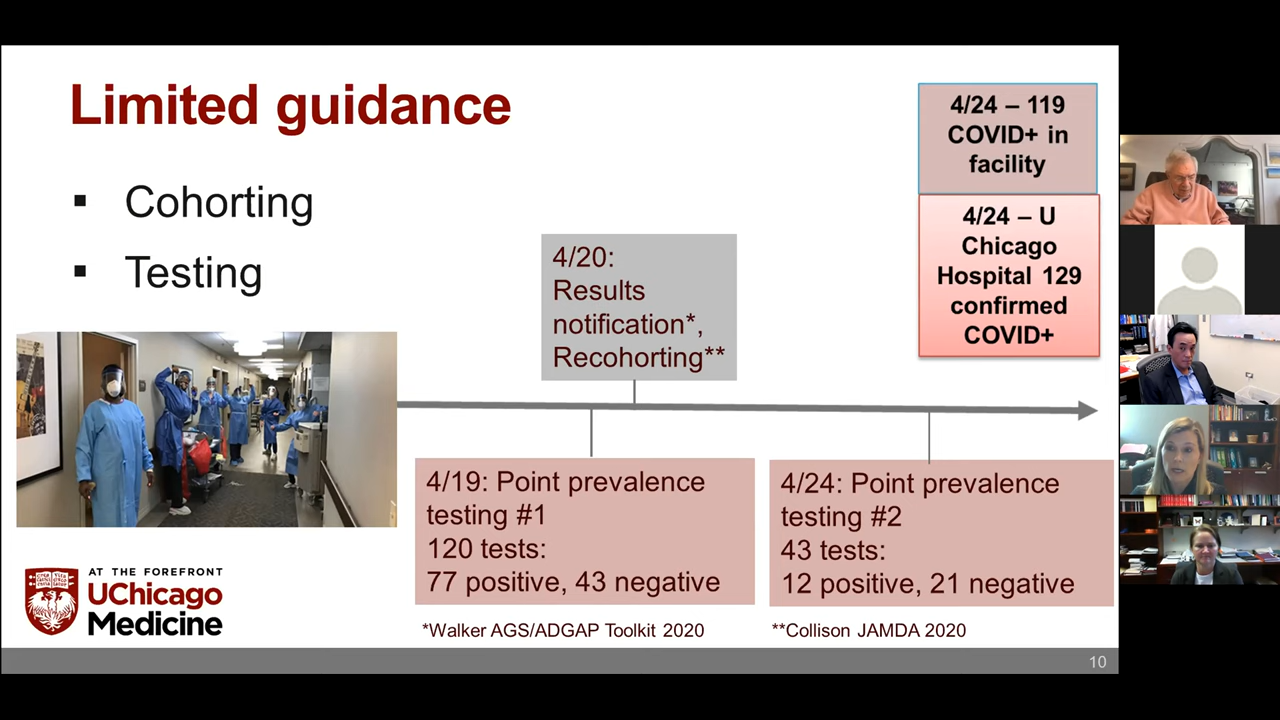 Limited guidance
▪ Cohorting
▪ Testing
4/24 – 119
COVID+ in
facility
4/24 – U
Chicago
Hospital 129
confirmed
COVID+
4/20:
Results
notification*,
Recohorting**
4/19: Point prevalence
testing #1
120 tests:
77 positive, 43 negative
4/24: Point prevalence
testing #2
43 tests:
12 positive, 21 negative
*Walker AGS/ADGAP Toolkit 2020
**Collison JAMDA 2020
AT THE FOREFRONT
UChicago
Medicine
10